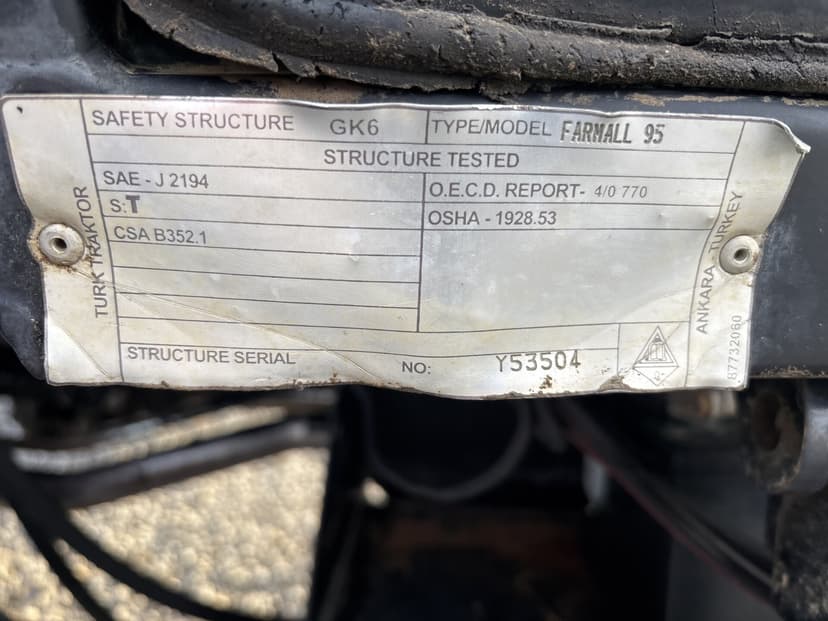 SAFETY STRUCTURE GK6
TYPE/MODEL FARMALL 95
STRUCTURE TESTED
SAE - J 2194
O.E.C.D. REPORT- 4/0 770
S:T
OSHA - 1928.53
CSA B352.1
STRUCTURE SERIAL NO: Y53504
TURK TRAKTOR
ANKARA - TURKEY
87732060